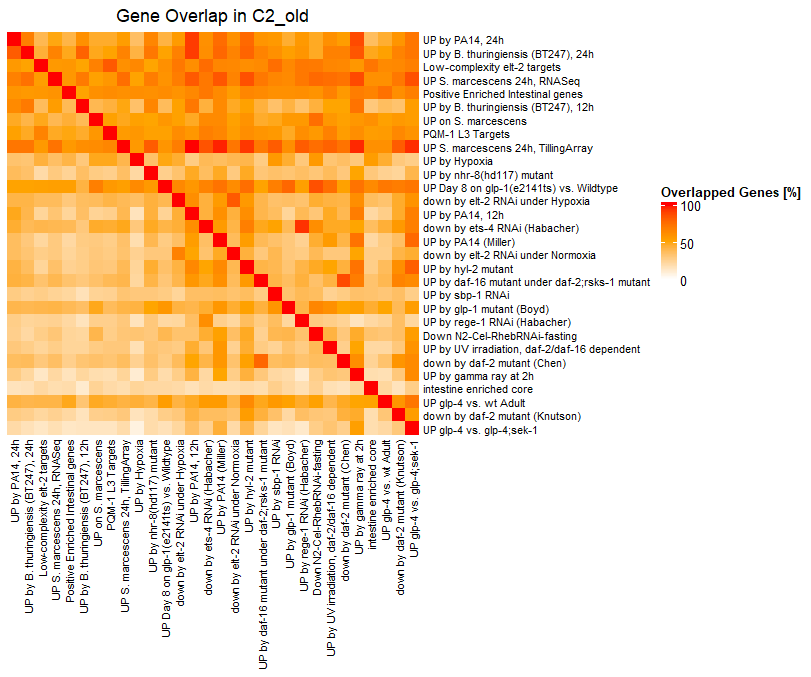 Gene Overlap in C2_old
UP by PA14, 24h
UP by B. thuringiensis (BT247), 24h
Low-complexity elt-2 targets
UP S. marcescens 24h, RNASeq
Positive Enriched Intestinal genes
UP by B. thuringiensis (BT247), 12h
UP on S. marcescens
PQM-1 L3 Targets
UP S. marcescens 24h, TillingArray
UP by Hypoxia
UP by nhr-8(hd117) mutant
UP Day 8 on glp-1(e2141ts) vs. Wildtype
down by elt-2 RNAi under Hypoxia
UP by PA14, 12h
down by ets-4 RNAi (Habacher)
UP by PA14 (Miller)
down by elt-2 RNAi under Normoxia
UP by hyl-2 mutant
UP by daf-16 mutant under daf-2;rsks-1 mutant
UP by sbp-1 RNAi
UP by glp-1 mutant (Boyd)
UP by rege-1 RNAi (Habacher)
Down N2-Cel-RhebRNAi-fasting
UP by UV irradiation, daf-2/daf-16 dependent
down by daf-2 mutant (Chen)
UP by gamma ray at 2h
intestine enriched core
UP glp-4 vs. wt Adult
down by daf-2 mutant (Knutson)
UP glp-4 vs. glp-4;sek-1
Overlapped Genes [%]
100
50
0
UP by PA14, 24h
UP by B. thuringiensis (BT247), 24h
Low-complexity elt-2 targets
UP S. marcescens 24h, RNASeq
Positive Enriched Intestinal genes
UP by B. thuringiensis (BT247), 12h
UP on S. marcescens
PQM-1 L3 Targets
UP S. marcescens 24h, TillingArray
UP by Hypoxia
UP by nhr-8(hd117) mutant
UP Day 8 on glp-1(e2141ts) vs. Wildtype
down by elt-2 RNAi under Hypoxia
UP by PA14, 12h
down by ets-4 RNAi (Habacher)
UP by PA14 (Miller)
down by elt-2 RNAi under Normoxia
UP by hyl-2 mutant
UP by daf-16 mutant under daf-2;rsks-1 mutant
UP by sbp-1 RNAi
UP by glp-1 mutant (Boyd)
UP by rege-1 RNAi (Habacher)
Down N2-Cel-RhebRNAi-fasting
UP by UV irradiation, daf-2/daf-16 dependent
down by daf-2 mutant (Chen)
UP by gamma ray at 2h
intestine enriched core
UP glp-4 vs. wt Adult
down by daf-2 mutant (Knutson)
UP glp-4 vs. glp-4;sek-1